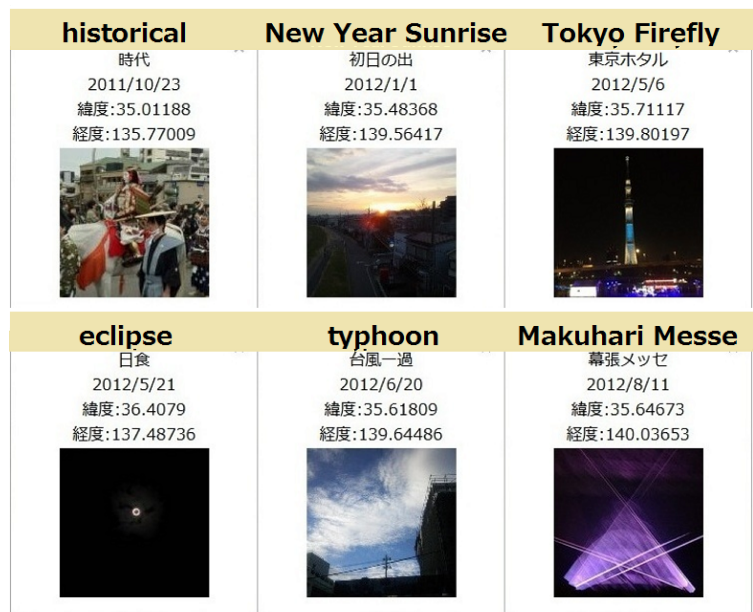 historical
時代
2011/10/23
緯度:35.01188
経度:135.77009
New Year Sunrise
初日の出
2012/1/1
緯度:35.48368
経度:139.56417
Tokyo Firefly
東京ホタル
2012/5/6
緯度:35.71117
経度:139.80197
eclipse
日食
2012/5/21
緯度:36.4079
経度:137.48736
typhoon
台風一過
2012/6/20
緯度:35.61809
経度:139.64486
Makuhari Messe
幕張メッセ
2012/8/11
緯度:35.64673
経度:140.03653